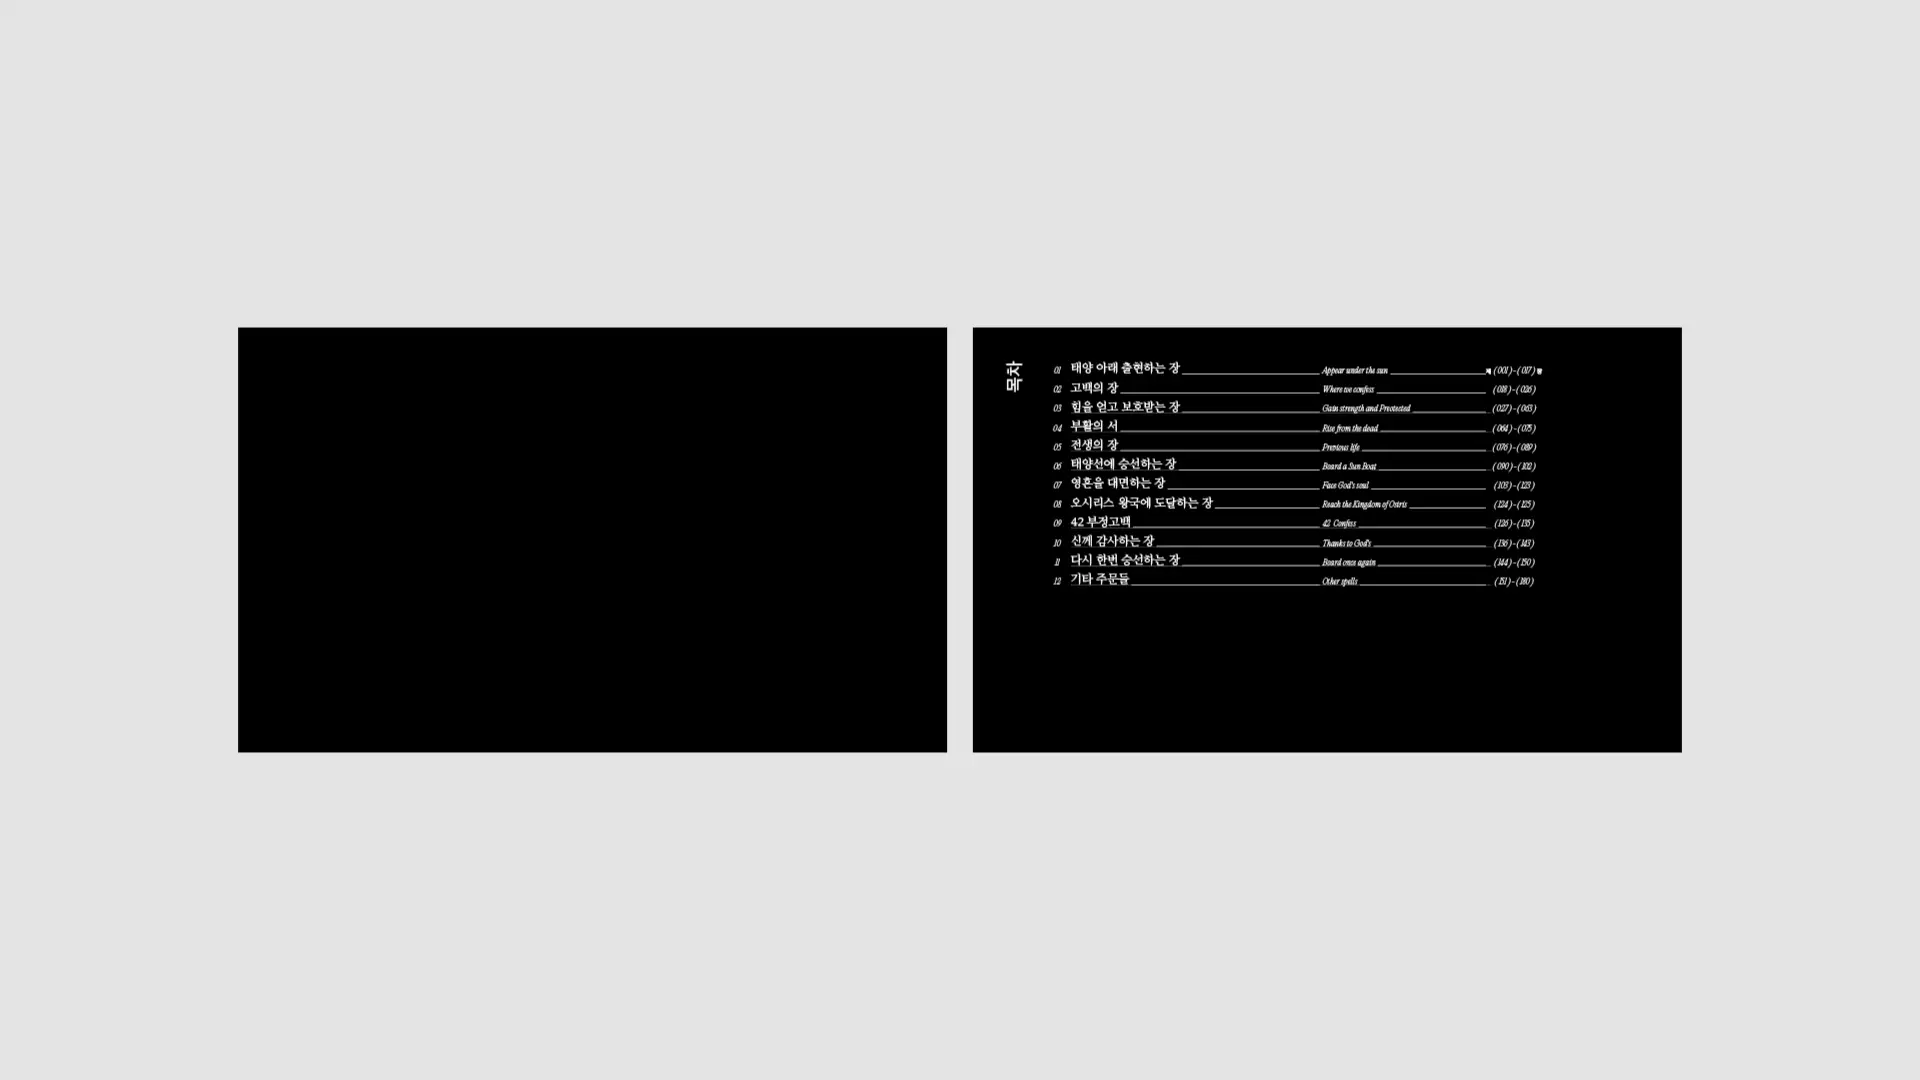 목차
01 태양 아래 출현하는 장 Appear under the sun (001)-(017)
02 고백의 장 Where we confess (018)-(026)
03 힘을 얻고 보호받는 장 Gain strength and Preotected (027)-(063)
04 부활의 서 Rise from the dead (064)-(075)
05 전생의 장 Previous life (076)-(089)
06 태양선에 승선하는 장 Board a Sun Boat (090)-(102)
07 영혼을 대면하는 장 Face God's soul (103)-(123)
08 오시리스 왕국에 도달하는 장 Reach the Kingdom of Osiris (124)-(125)
09 42 부정고백 42 Confess (126)-(135)
10 신께 감사하는 장 Thanks to God's (136)-(143)
11 다시 한번 승선하는 장 Board once again (144)-(150)
12 기타 주문들 Other spells (151)-(180)